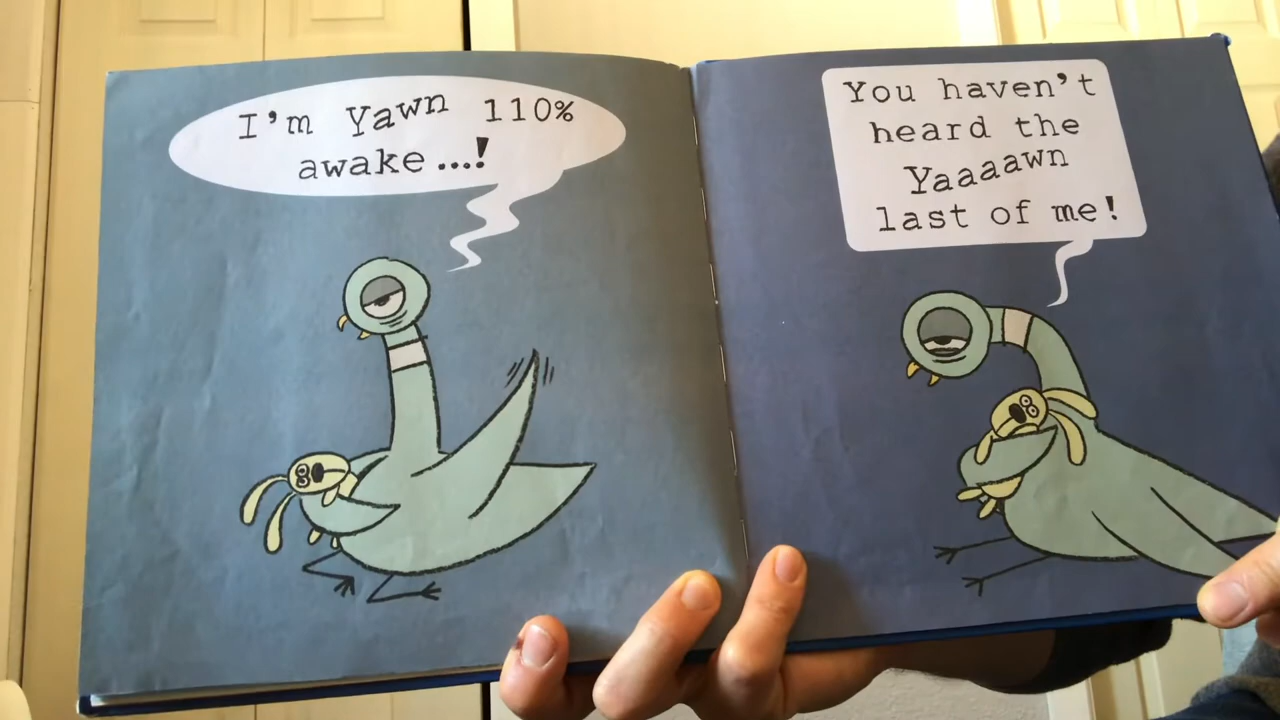 I'm Yawn 110%
awake...!
You haven't
heard the
Yaaaawn
last of me!